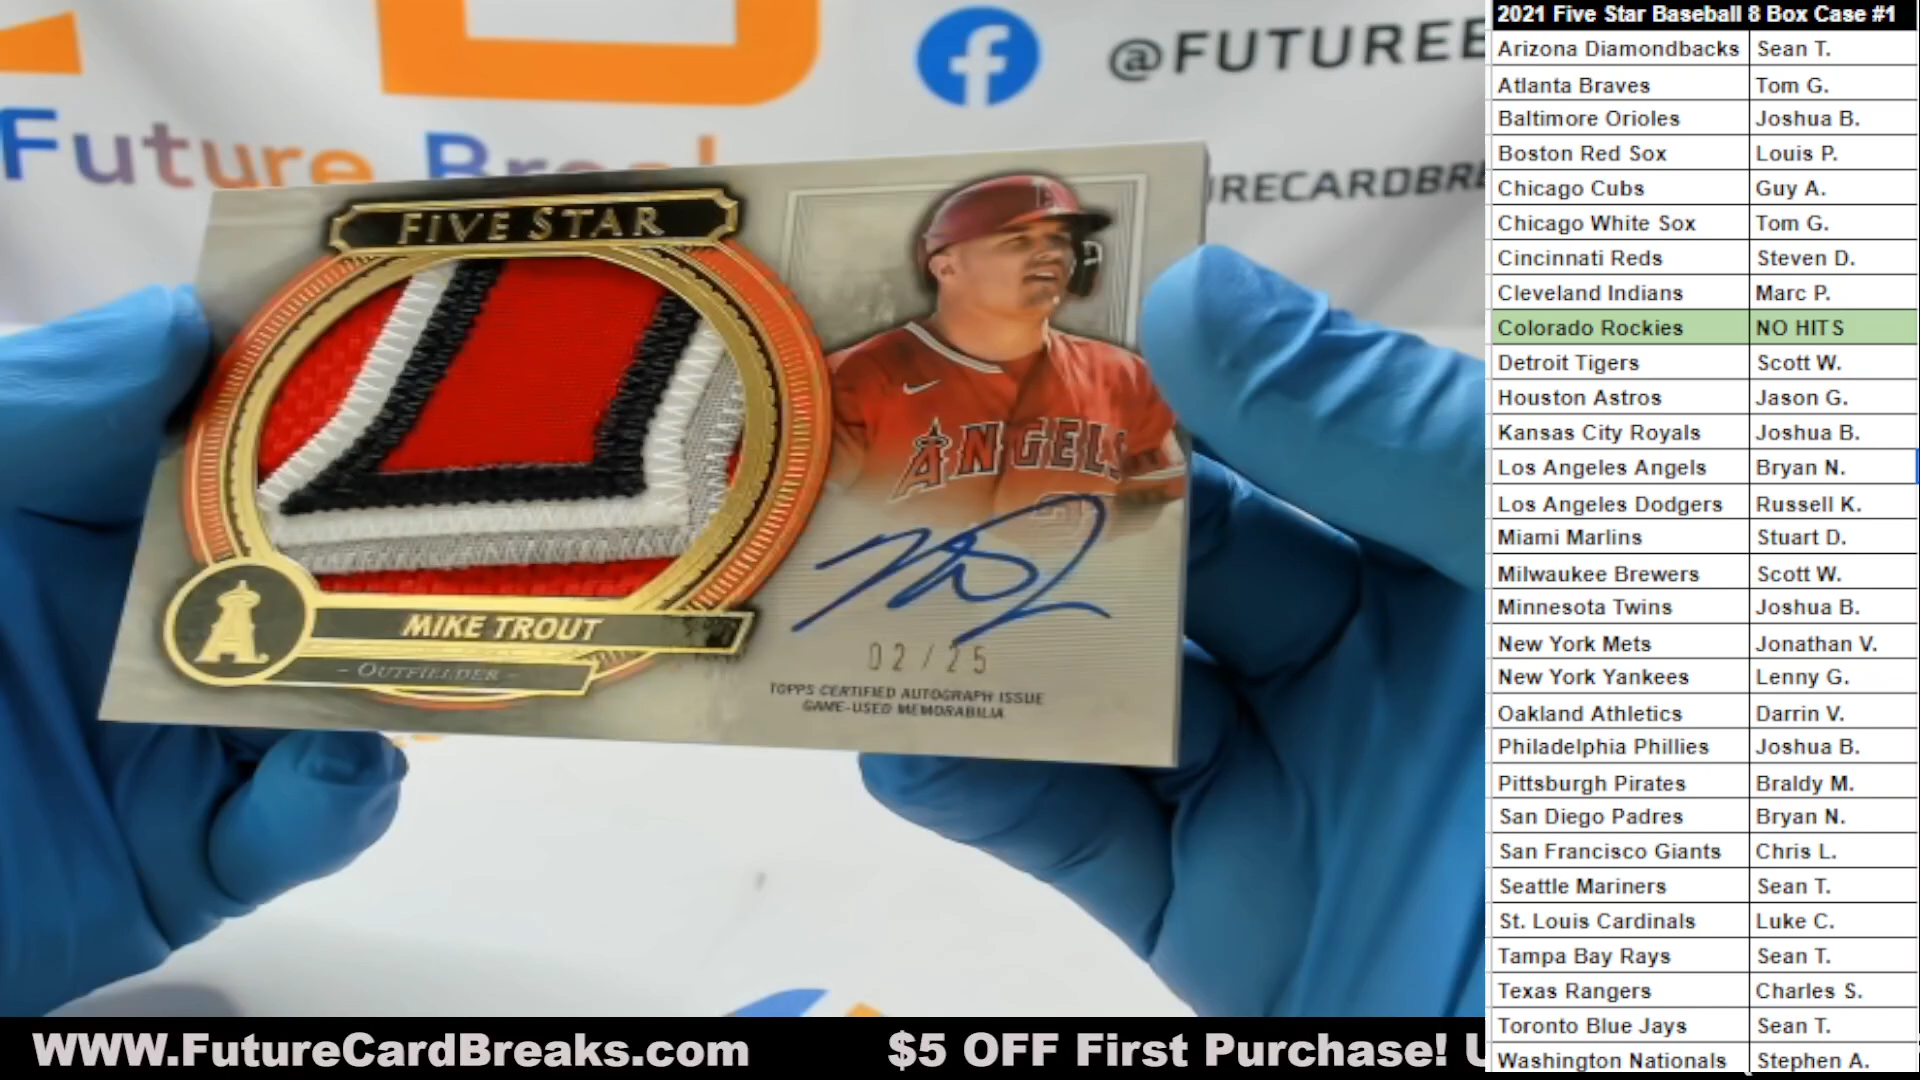 @FUTUREB
Future Break
URECARDBRE
FIVE STAR
ANGELS
MIKE TROUT
- OUTFIELDER -
02/25
TOPPS CERTIFIED AUTOGRAPH ISSUE
GAME-USED MEMORABILIA
2021 Five Star Baseball 8 Box Case #1
Arizona Diamondbacks Sean T.
Atlanta Braves Tom G.
Baltimore Orioles Joshua B.
Boston Red Sox Louis P.
Chicago Cubs Guy A.
Chicago White Sox Tom G.
Cincinnati Reds Steven D.
Cleveland Indians Marc P.
Colorado Rockies NO HITS
Detroit Tigers Scott W.
Houston Astros Jason G.
Kansas City Royals Joshua B.
Los Angeles Angels Bryan N.
Los Angeles Dodgers Russell K.
Miami Marlins Stuart D.
Milwaukee Brewers Scott W.
Minnesota Twins Joshua B.
New York Mets Jonathan V.
New York Yankees Lenny G.
Oakland Athletics Darrin V.
Philadelphia Phillies Joshua B.
Pittsburgh Pirates Braldy M.
San Diego Padres Bryan N.
San Francisco Giants Chris L.
Seattle Mariners Sean T.
St. Louis Cardinals Luke C.
Tampa Bay Rays Sean T.
Texas Rangers Charles S.
Toronto Blue Jays Sean T.
Washington Nationals Stephen A.
WWW.FutureCardBreaks.com $5 OFF First Purchase! U